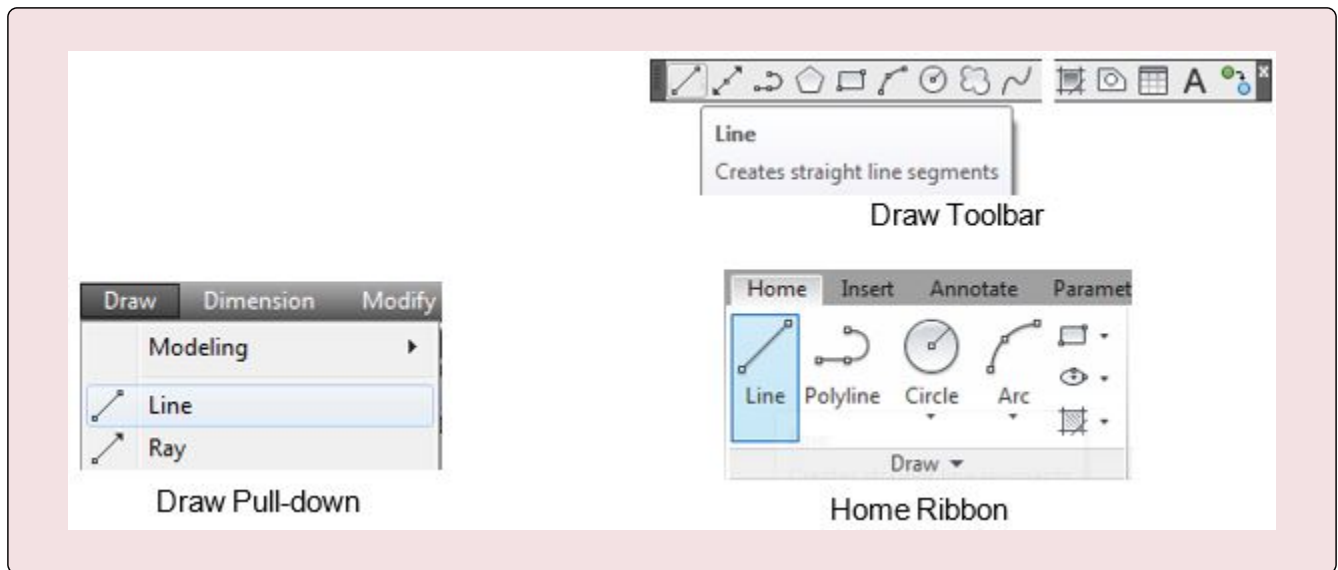 Line
Creates straight line segments
Draw Toolbar
Draw Dimension Modify
Modeling
Line
Ray
Draw Pull-down
Home Insert Annotate Paramet
Line Polyline Circle Arc
Draw
Home Ribbon